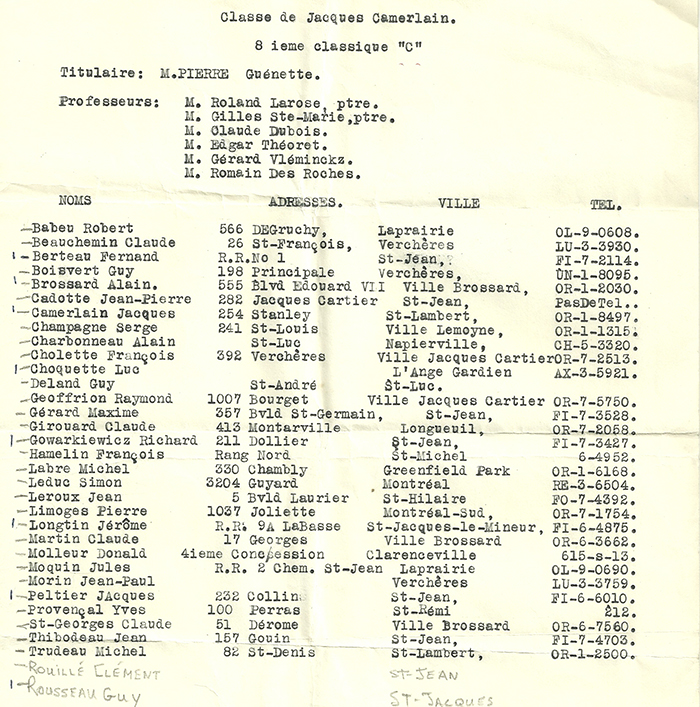 Classe de Jacques Camerlain.
8 ieme classique "C"
Titulaire: M.PIERRE Guénette.
Professeurs: M. Roland Larose, ptre.
M. Gilles Ste-Marie,ptre.
M. Claude Dubois.
M. Edgar Théoret.
M. Gérard Vléminckz.
M. Romain Des Roches.
NOMS ADRESSES. VILLE TEL.
-Babeu Robert 566 DEGruchy, Laprairie OL-9-0608.
-Beauchemin Claude 26 St-François, Verchères LU-3-3930.
-Berteau Fernand R.R.No 1 St-Jean, FI-7-2114.
-Boisvert Guy 198 Principale Verchères, UN-1-8095.
-Brossard Alain. 555 Blvd Edouard VII Ville Brossard, OR-1-2030.
-Cadotte Jean-Pierre 282 Jacques Cartier St-Jean, PasDeTel..
-Camerlain Jacques 254 Stanley St-Lambert, OR-1-8497.
-Champagne Serge 241 St-Louis Ville Lemoyne, OR-1-1315.
-Charbonneau Alain St-Luc Napierville, CH-5-3320.
-Cholette François 392 Verchères Ville Jacques CartierOR-7-2513.
-Choquette Luc L'Ange Gardien AX-3-5921.
-Deland Guy St-André St-Luc.
-Geoffrion Raymond 1007 Bourget Ville Jacques Cartier OR-7-5750.
-Gérard Maxime 357 Bvld St-Germain, St-Jean, FI-7-3528.
-Girouard Claude 413 Montarville Longueuil, OR-7-2058.
-Gowarkiewicz Richard 211 Dollier St-Jean, FI-7-3427.
-Hamelin François Rang Nord St-Michel 6-4952.
-Labre Michel 330 Chambly Greenfield Park OR-1-6168.
-Leduc Simon 3204 Guyard Montréal RE-3-6504.
-Leroux Jean 5 Bvld Laurier St-Hilaire FO-7-4392.
-Limoges Pierre 1037 Joliette Montréal-Sud, OR-7-1754.
-Longtin Jérôme R.R. 9A LaBasse St-Jacques-le-Mineur, FI-6-4875.
-Martin Claude 17 Georges Ville Brossard OR-6-3662
-Molleur Donald 4ieme Concession Clarenceville 615-s-13.
-Moquin Jules R.R. 2 Chem. St-Jean Laprairie OL-9-0690.
-Morin Jean-Paul Verchères LU-3-3759.
-Peltier JAcques 232 Collin St-Jean, FI-6-6010.
-Provençal Yves 100 Perras St-Rémi 212.
-St-Georges Claude 51 Dérome Ville Brossard OR-6-7560.
-Thibodeau Jean 157 Gouin St-Jean, FI-7-4703.
-Trudeau Michel 82 St-Denis St-Lambert, OR-1-2500.
-ROUILLÉ CLÉMENT ST-JEAN
-ROUSSEAU GUY ST-JACQUES